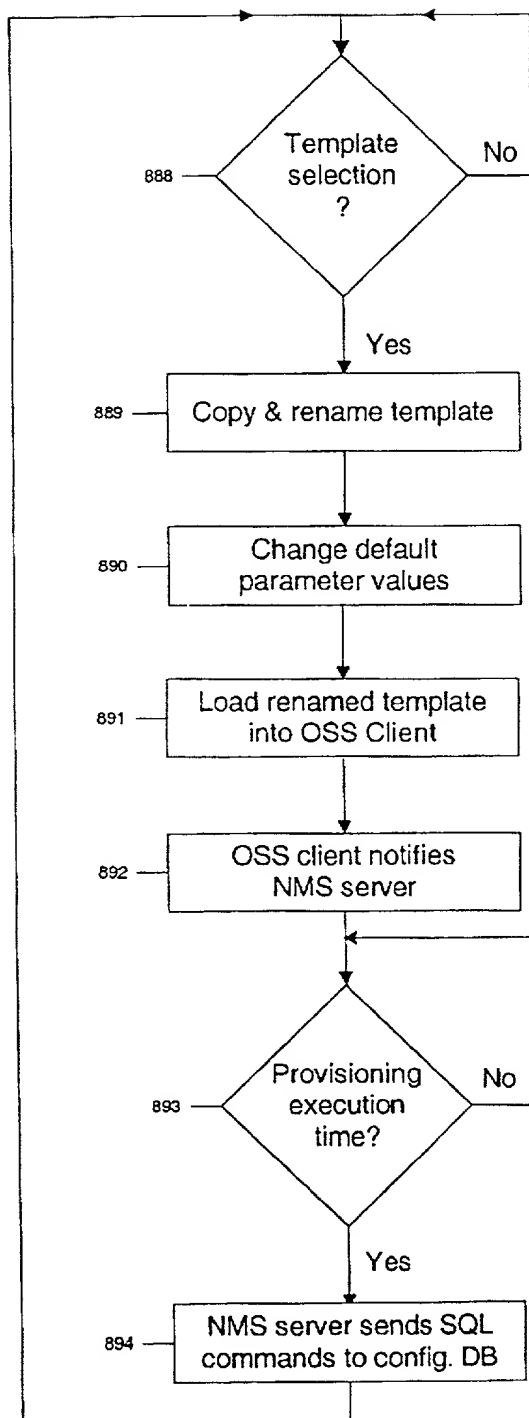 Template
selection
?
888
No
Yes
889
Copy & rename template
890
Change default
parameter values
891
Load renamed template
into OSS Client
892
OSS client notifies
NMS server
Provisioning
execution
time?
893
No
Yes
894
NMS server sends SQL
commands to config. DB